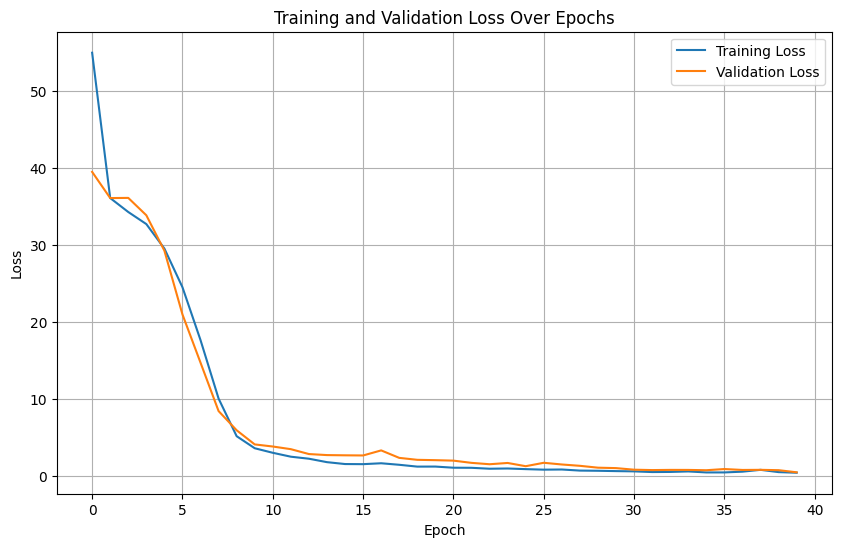 Training and Validation Loss Over Epochs
Training Loss
Validation Loss
50
40
30
20
10
0
Loss
0 5 10 15 20 25 30 35 40
Epoch